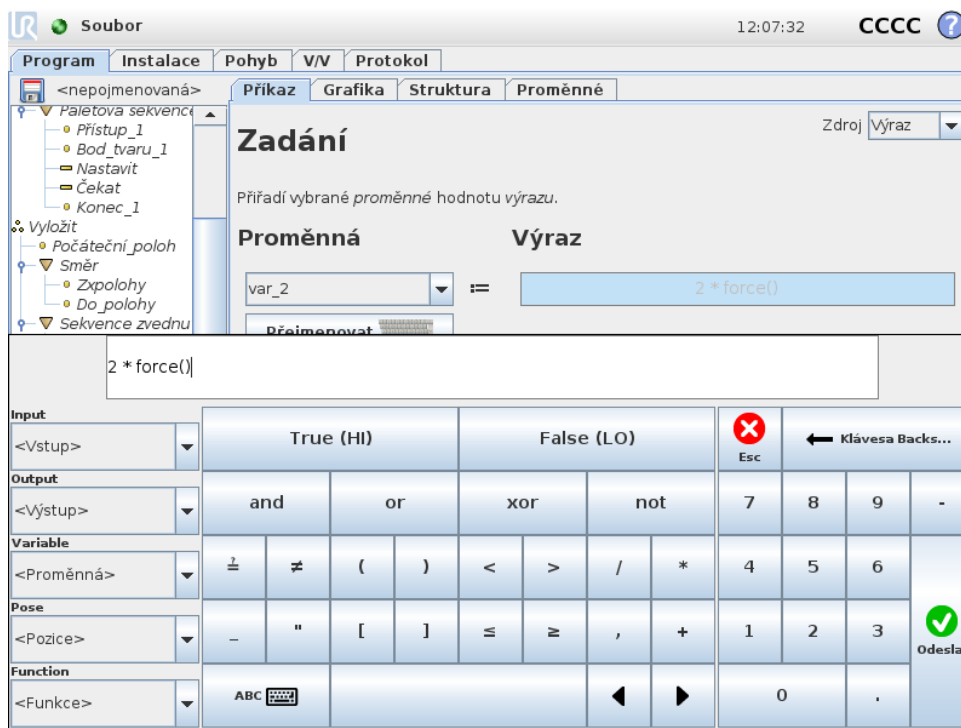 UR Soubor 12:07:32 CCCC ?
Program Instalace Pohyb V/V Protokol
<nepojmenovaná> Příkaz Grafika Struktura Proměnné
Paletova sekvence
Přístup_1
Bod_tvaru_1
Nastavit
Čekat
Konec_1
Vyložit
Počáteční_poloh
Směr
Zxpolohy
Do_polohy
Sekvence zvednu
Zdroj Výraz
Zadání
Přiřadí vybrané proměnné hodnotu výrazu.
Proměnná Výraz
var_2 := 2 * force()
Přejmenovat
2 * force()
Input
<Vstup> True (HI) False (LO) Esc Klávesa Backs...
Output
<Výstup> and or xor not 7 8 9 -
Variable
<Proměnná> ≟ ≠ ( ) < > / * 4 5 6
Pose
<Pozice> _ " [ ] ≤ ≥ , + 1 2 3 Odesla
Function
<Funkce> ABC 0 .